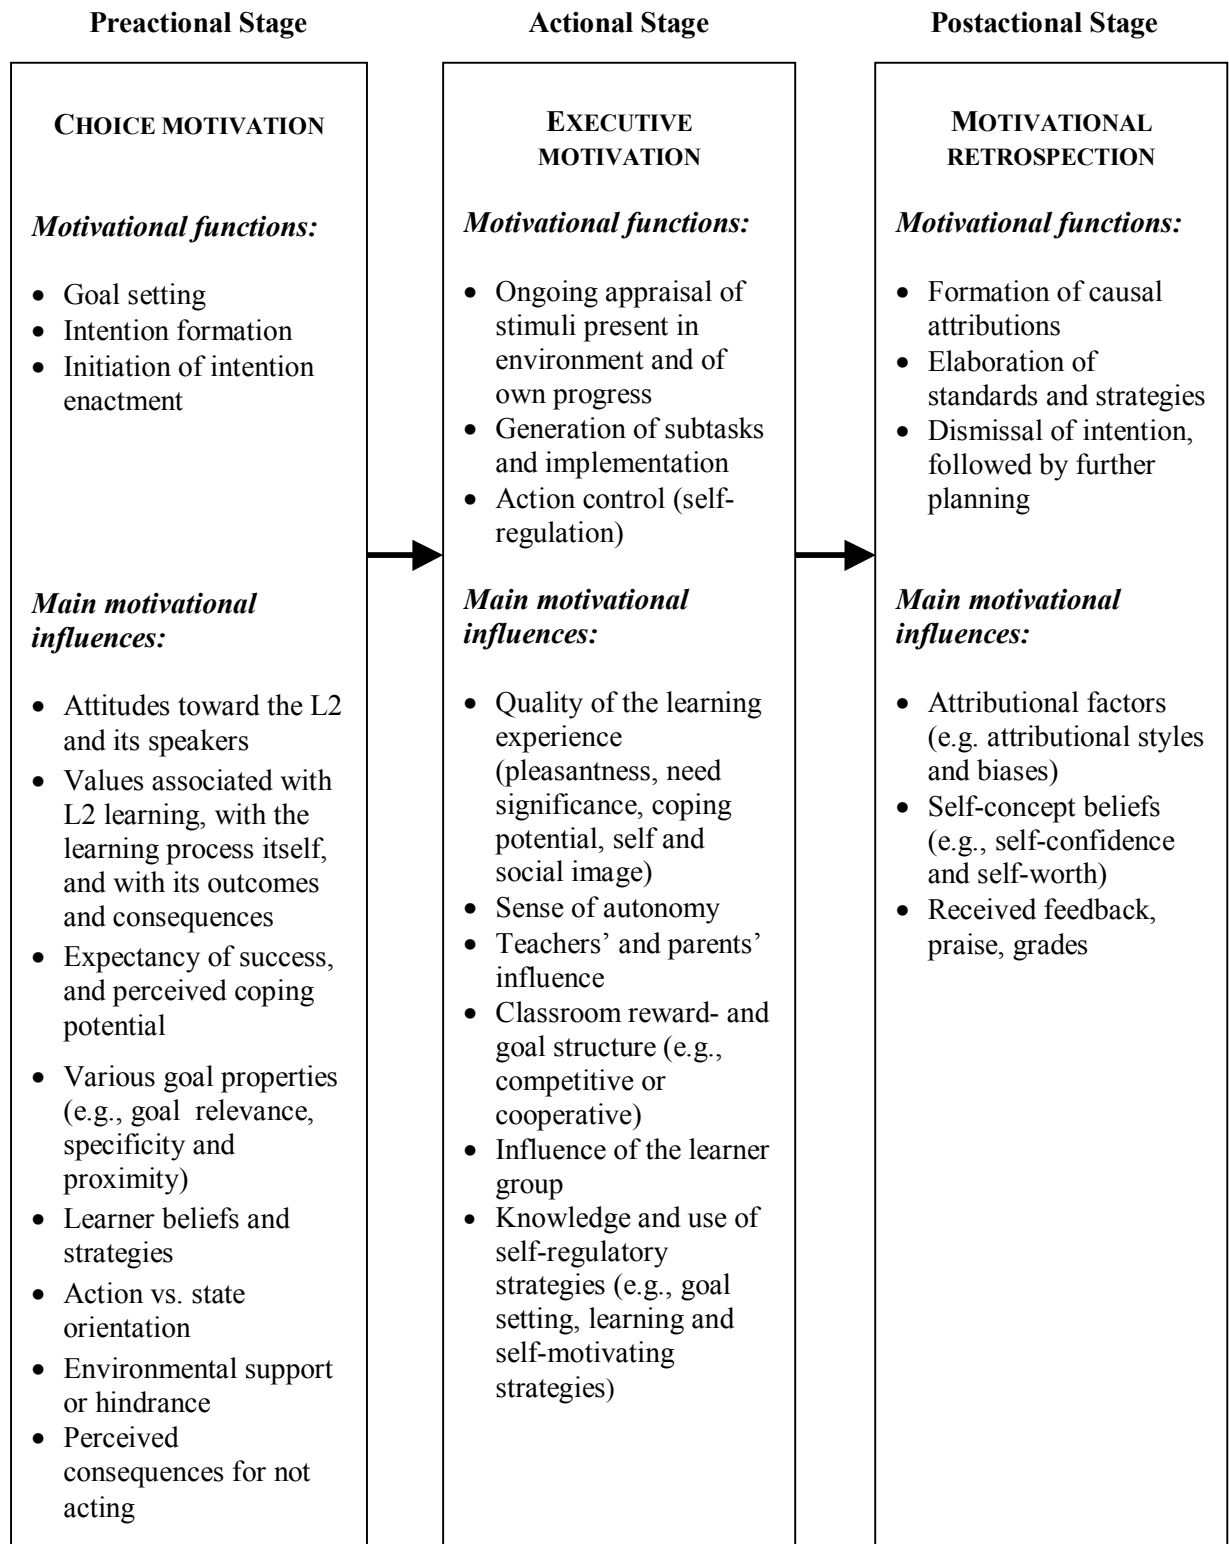 Preactional Stage
CHOICE MOTIVATION
Motivational functions:
• Goal setting
• Intention formation
• Initiation of intention
enactment
Main motivational
influences:
• Attitudes toward the L2
and its speakers
• Values associated with
L2 learning, with the
learning process itself,
and with its outcomes
and consequences
• Expectancy of success,
and perceived coping
potential
• Various goal properties
(e.g., goal relevance,
specificity and
proximity)
• Learner beliefs and
strategies
• Action vs. state
orientation
• Environmental support
or hindrance
• Perceived
consequences for not
acting
Actional Stage
EXECUTIVE
MOTIVATION
Motivational functions:
• Ongoing appraisal of
stimuli present in
environment and of
own progress
• Generation of subtasks
and implementation
• Action control (self-
regulation)
Main motivational
influences:
• Quality of the learning
experience
(pleasantness, need
significance, coping
potential, self and
social image)
• Sense of autonomy
• Teachers’ and parents’
influence
• Classroom reward- and
goal structure (e.g.,
competitive or
cooperative)
• Influence of the learner
group
• Knowledge and use of
self-regulatory
strategies (e.g., goal
setting, learning and
self-motivating
strategies)
Postactional Stage
MOTIVATIONAL
RETROSPECTION
Motivational functions:
• Formation of causal
attributions
• Elaboration of
standards and strategies
• Dismissal of intention,
followed by further
planning
Main motivational
influences:
• Attributional factors
(e.g. attributional styles
and biases)
• Self-concept beliefs
(e.g., self-confidence
and self-worth)
• Received feedback,
praise, grades